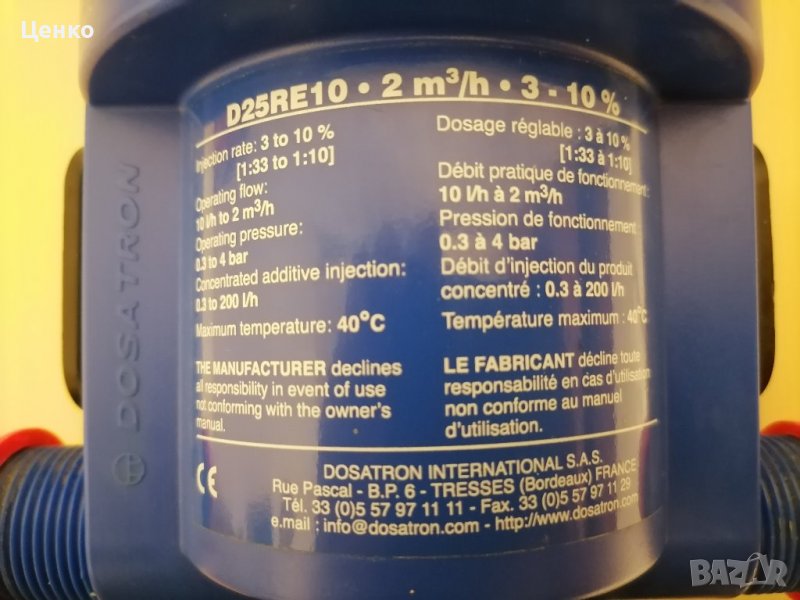 Ценко
D25RE10 • 2 m³/h • 3 - 10 %
Injection rate: 3 to 10 %
[1:33 to 1:10]
Operating flow:
10 l/h to 2 m³/h
Operating pressure:
0.3 to 4 bar
Concentrated additive injection:
0.3 to 200 l/h
Maximum temperature: 40°C
THE MANUFACTURER declines
all responsibility in event of use
not conforming with the owner's
manual.
Dosage réglable : 3 à 10%
[1:33 à 1:10]
Débit pratique de fonctionnement :
10 l/h à 2 m³/h
Pression de fonctionnement :
0.3 à 4 bar
Débit d'injection du produit
concentré : 0.3 à 200 l/h
Température maximum : 40°C
LE FABRICANT décline toute
responsabilité en cas d'utilisation
non conforme au manuel
d'utilisation.
DOSATRON INTERNATIONAL S.A.S.
Rue Pascal - B.P. 6 - TRESSES (Bordeaux) FRANCE
Tél. 33 (0)5 57 97 11 11 - Fax. 33 (0)5 57 97 11 29
e.mail : info@dosatron.com - http://www.dosatron.com
CE
DOSATRON
BAZAR